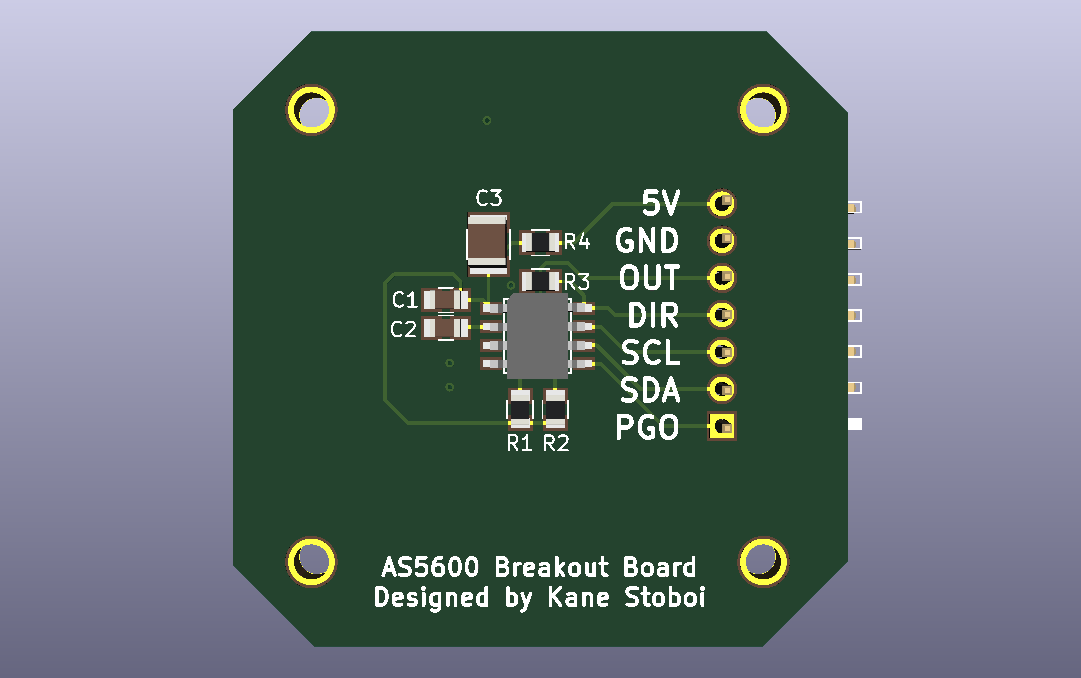 C3
5V
R4
GND
OUT
R3
C1
DIR
C2
SCL
SDA
PGO
R1 R2
AS5600 Breakout Board
Designed by Kane Stoboi